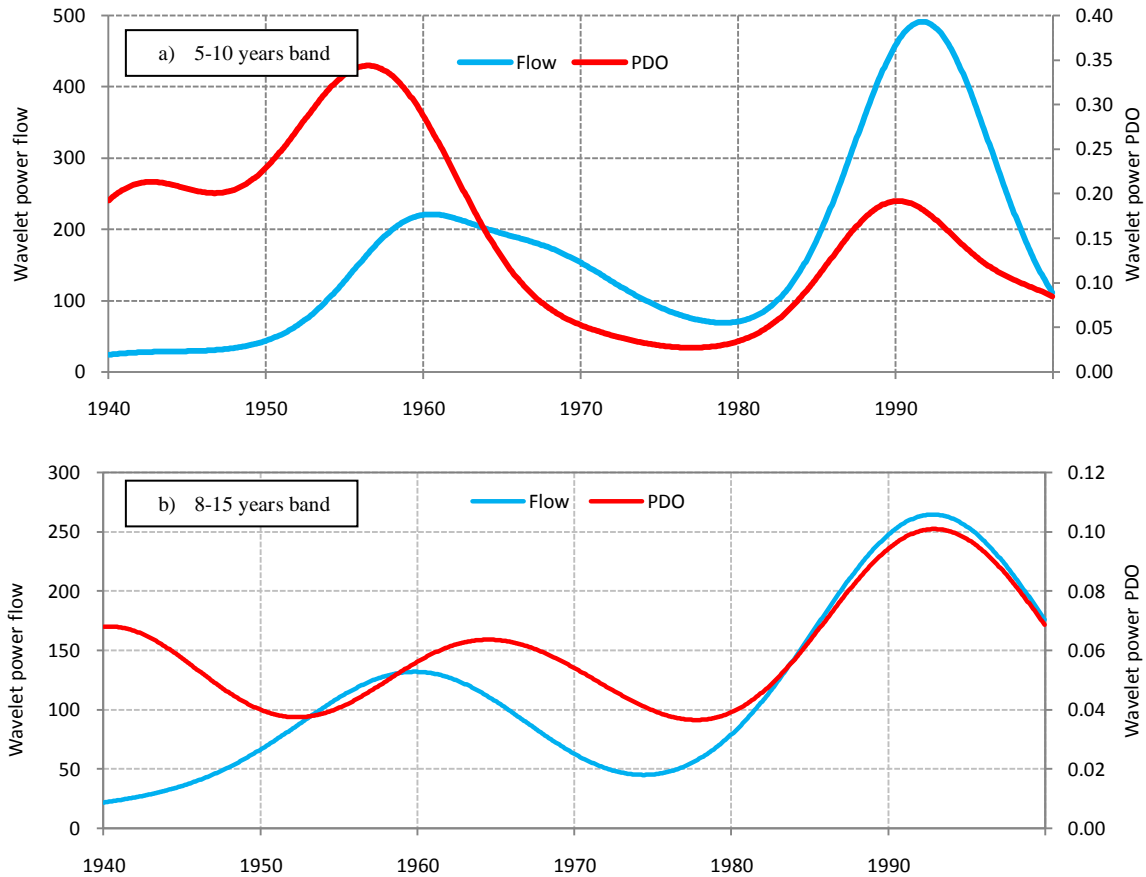 a) 5-10 years band
Flow PDO
Wavelet power flow
500
400
300
200
100
0
Wavelet power PDO
0.40
0.35
0.30
0.25
0.20
0.15
0.10
0.05
0.00
1940 1950 1960 1970 1980 1990
b) 8-15 years band
Flow PDO
Wavelet power flow
300
250
200
150
100
50
0
Wavelet power PDO
0.12
0.10
0.08
0.06
0.04
0.02
0.00
1940 1950 1960 1970 1980 1990